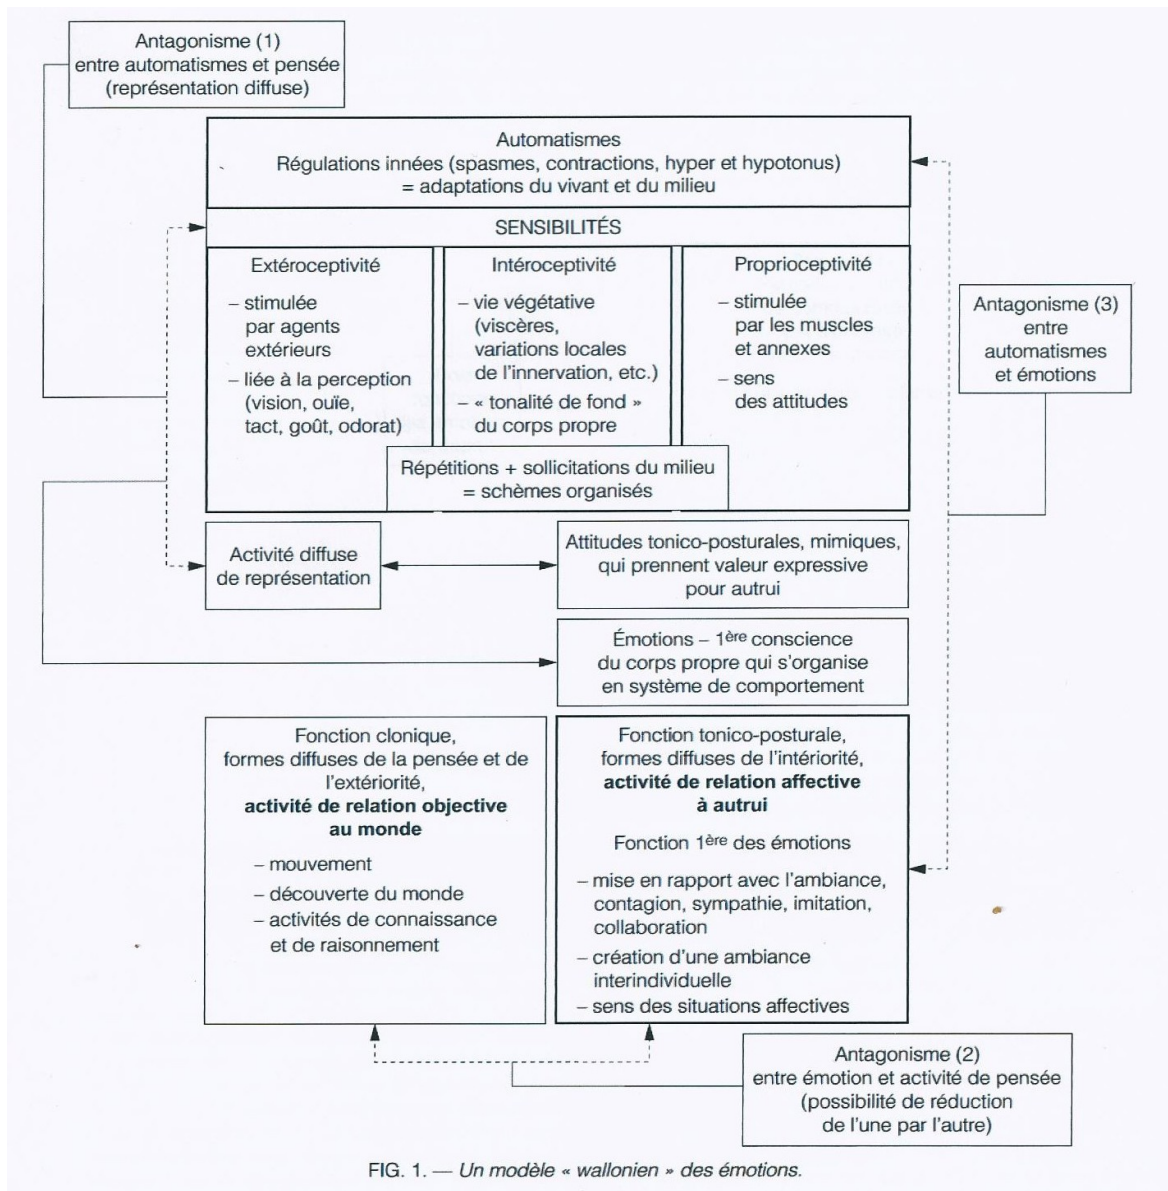 Antagonisme (1)
entre automatismes et pensée
(représentation diffuse)
Automatismes
Régulations innées (spasmes, contractions, hyper et hypotonus)
= adaptations du vivant et du milieu
SENSIBILITÉS
Extéroceptivité
– stimulée
par agents
extérieurs
– liée à la perception
(vision, ouïe,
tact, goût, odorat)
Intéroceptivité
– vie végétative
(viscères,
variations locales
de l'innervation, etc.)
– « tonalité de fond »
du corps propre
Proprioceptivité
– stimulée
par les muscles
et annexes
– sens
des attitudes
Répétitions + sollicitations du milieu
= schèmes organisés
Antagonisme (3)
entre
automatismes
et émotions
Activité diffuse
de représentation
Attitudes tonico-posturales, mimiques,
qui prennent valeur expressive
pour autrui
Émotions – 1ère conscience
du corps propre qui s'organise
en système de comportement
Fonction clonique,
formes diffuses de la pensée et de
l'extériorité,
activité de relation objective
au monde
– mouvement
– découverte du monde
– activités de connaissance
et de raisonnement
Fonction tonico-posturale,
formes diffuses de l'intériorité,
activité de relation affective
à autrui
Fonction 1ère des émotions
– mise en rapport avec l'ambiance,
contagion, sympathie, imitation,
collaboration
– création d'une ambiance
interindividuelle
– sens des situations affectives
Antagonisme (2)
entre émotion et activité de pensée
(possibilité de réduction
de l'une par l'autre)
FIG. 1. — Un modèle « wallonien » des émotions.